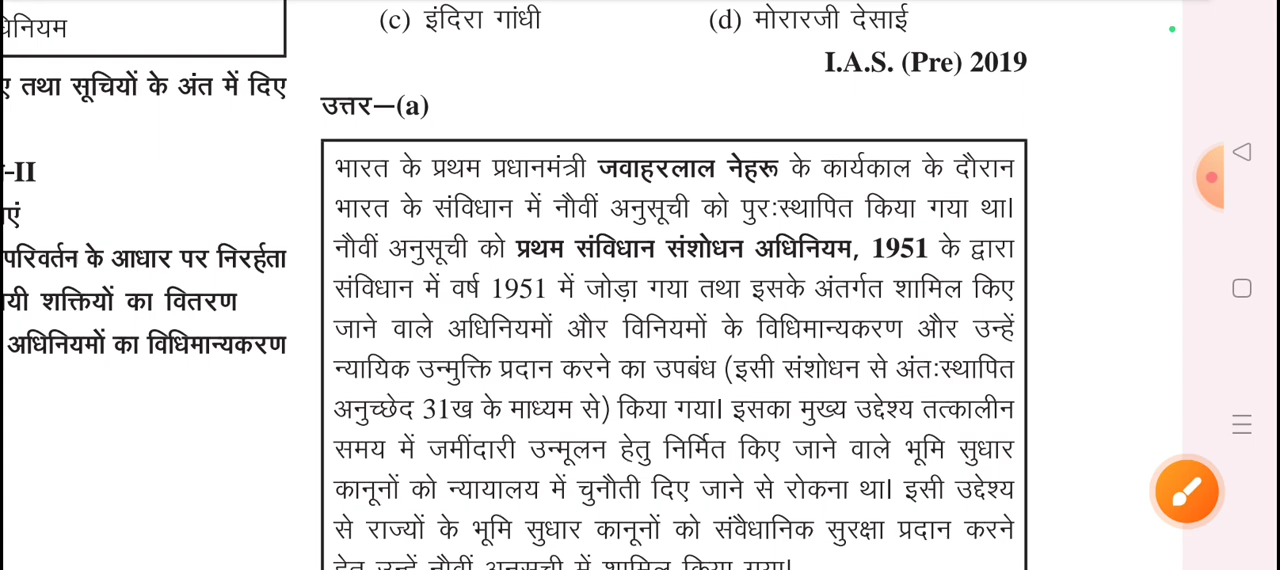 धिनियम
ए तथा सूचियों के अंत में दिए
-II
एं
परिवर्तन के आधार पर निरर्हता
यी शक्तियों का वितरण
अधिनियमों का विधिमान्यकरण
(c) इंदिरा गांधी (d) मोरारजी देसाई
I.A.S. (Pre) 2019
उत्तर—(a)
भारत के प्रथम प्रधानमंत्री जवाहरलाल नेहरू के कार्यकाल के दौरान
भारत के संविधान में नौवीं अनुसूची को पुरःस्थापित किया गया था।
नौवीं अनुसूची को प्रथम संविधान संशोधन अधिनियम, 1951 के द्वारा
संविधान में वर्ष 1951 में जोड़ा गया तथा इसके अंतर्गत शामिल किए
जाने वाले अधिनियमों और विनियमों के विधिमान्यकरण और उन्हें
न्यायिक उन्मुक्ति प्रदान करने का उपबंध (इसी संशोधन से अंतःस्थापित
अनुच्छेद 31ख के माध्यम से) किया गया। इसका मुख्य उद्देश्य तत्कालीन
समय में जमींदारी उन्मूलन हेतु निर्मित किए जाने वाले भूमि सुधार
कानूनों को न्यायालय में चुनौती दिए जाने से रोकना था। इसी उद्देश्य
से राज्यों के भूमि सुधार कानूनों को संवैधानिक सुरक्षा प्रदान करने
हेतु उन्हें नौवीं अनुसूची में शामिल किया गया।